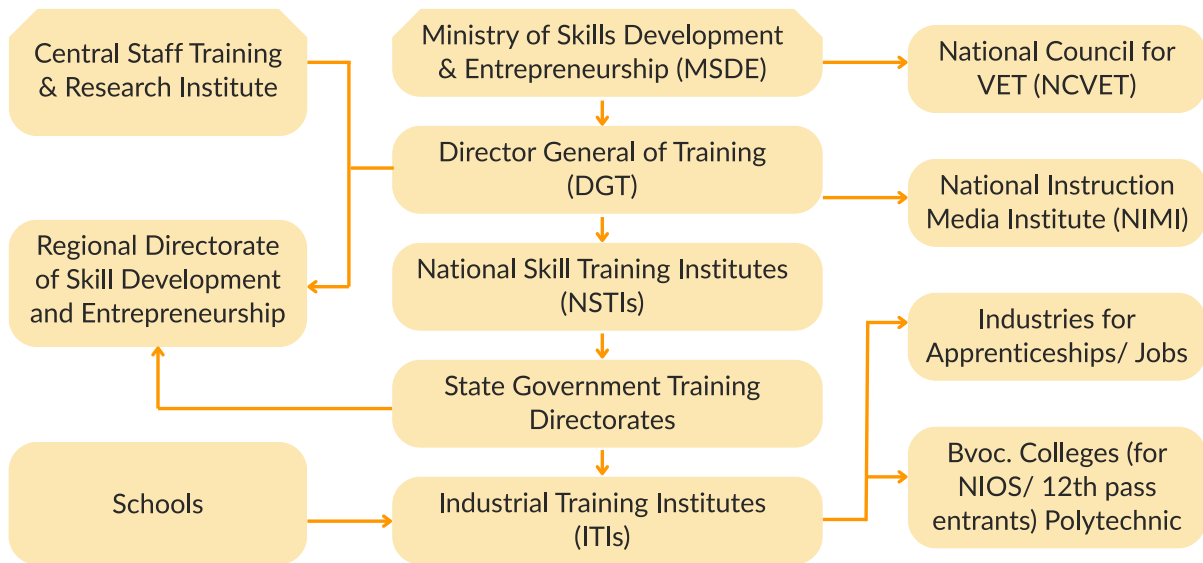 Central Staff Training
& Research Institute
Ministry of Skills Development
& Entrepreneurship (MSDE)
National Council for
VET (NCVET)
Director General of Training
(DGT)
National Instruction
Media Institute (NIMI)
Regional Directorate
of Skill Development
and Entrepreneurship
National Skill Training Institutes
(NSTIs)
Industries for
Apprenticeships/ Jobs
State Government Training
Directorates
Schools
Industrial Training Institutes
(ITIs)
Bvoc. Colleges (for
NIOS/ 12th pass
entrants) Polytechnic